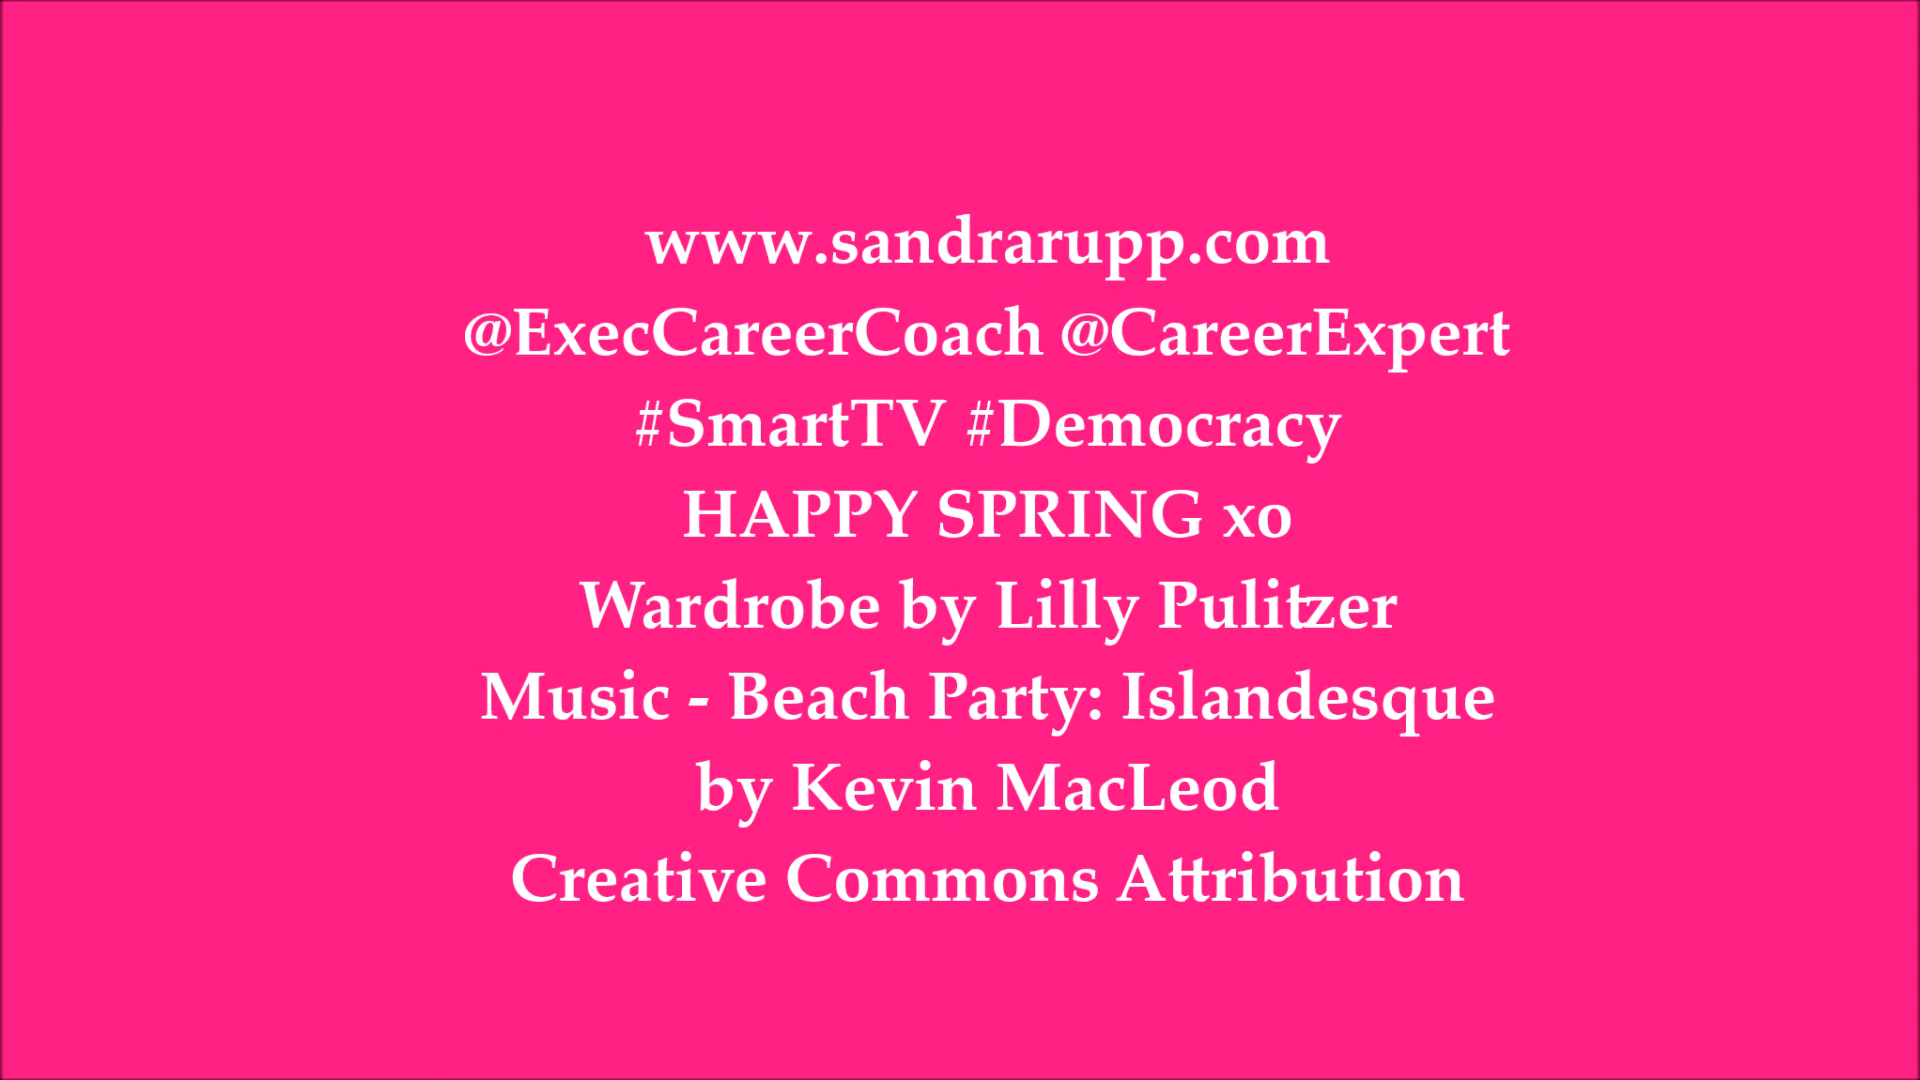 www.sandrarupp.com
@ExecCareerCoach @CareerExpert
#SmartTV #Democracy
HAPPY SPRING xo
Wardrobe by Lilly Pulitzer
Music - Beach Party: Islandesque
by Kevin MacLeod
Creative Commons Attribution